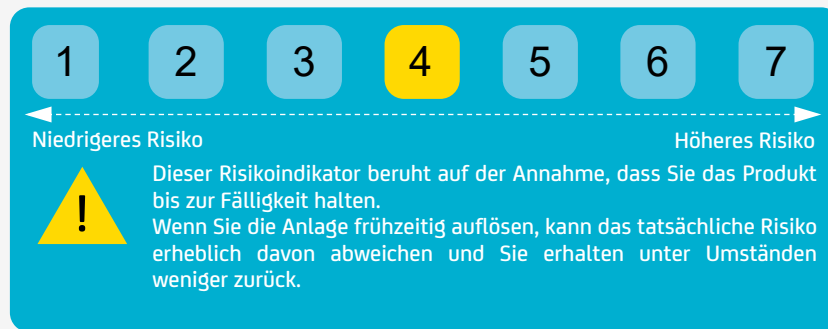 1 2 3 4 5 6 7
Niedrigeres Risiko Höheres Risiko
Dieser Risikoindikator beruht auf der Annahme, dass Sie das Produkt
bis zur Fälligkeit halten.
Wenn Sie die Anlage frühzeitig auflösen, kann das tatsächliche Risiko
erheblich davon abweichen und Sie erhalten unter Umständen
weniger zurück.
!